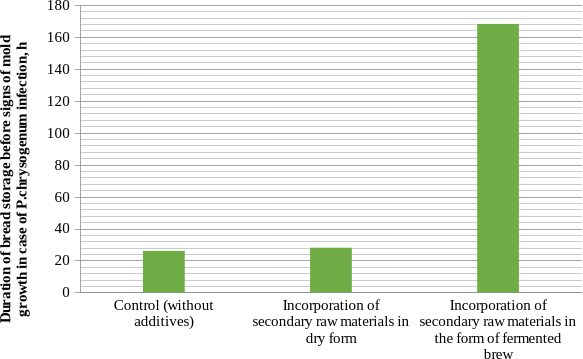 Duration of bread storage before signs of mold
growth in case of P.chrysogenum infection, h
180
160
140
120
100
80
60
40
20
0
Control (without
additives)
Incorporation of
secondary raw materials in
dry form
Incorporation of
secondary raw materials in
the form of fermented
brew